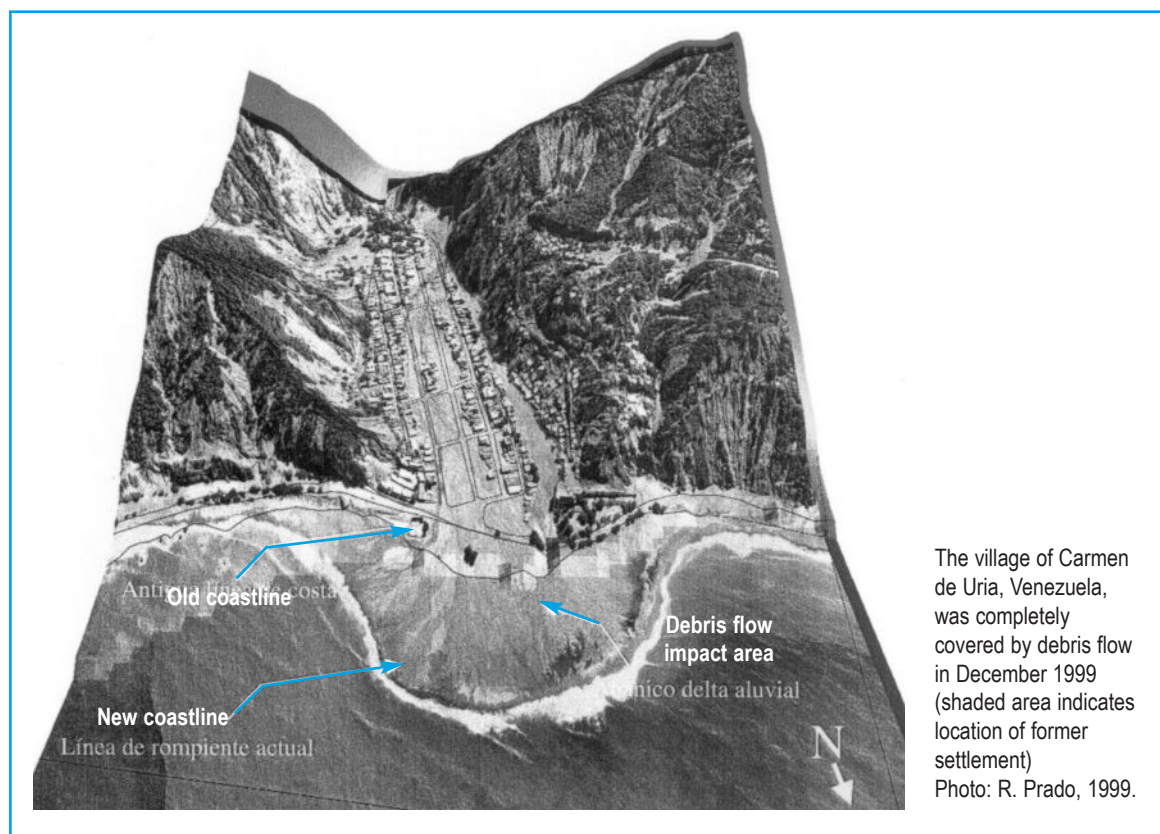 Old coastline
Debris flow
impact area
New coastline
delta aluvial
Línea de rompiente actual
N
The village of Carmen
de Uria, Venezuela,
was completely
covered by debris flow
in December 1999
(shaded area indicates
location of former
settlement)
Photo: R. Prado, 1999.